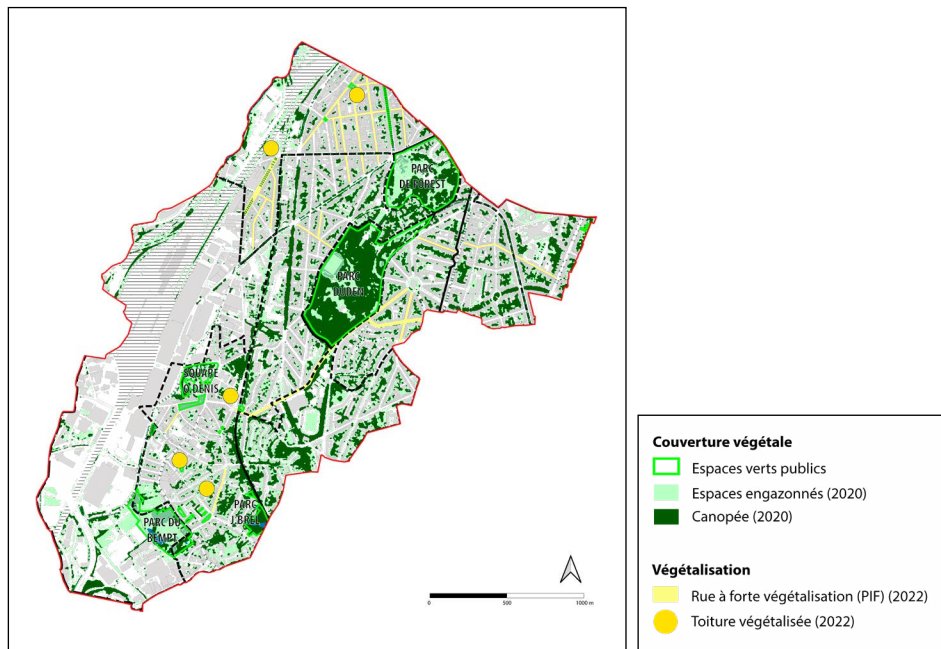 PARC
DE FOREST
PARC
DUDEN
SQUARE
O.DENIS
PARC
J.BREL
PARC DU
BEMPT
0
500
1000 m
Couverture végétale
Espaces verts publics
Espaces engazonnés (2020)
Canopée (2020)
Végétalisation
Rue à forte végétalisation (PIF) (2022)
Toiture végétalisée (2022)